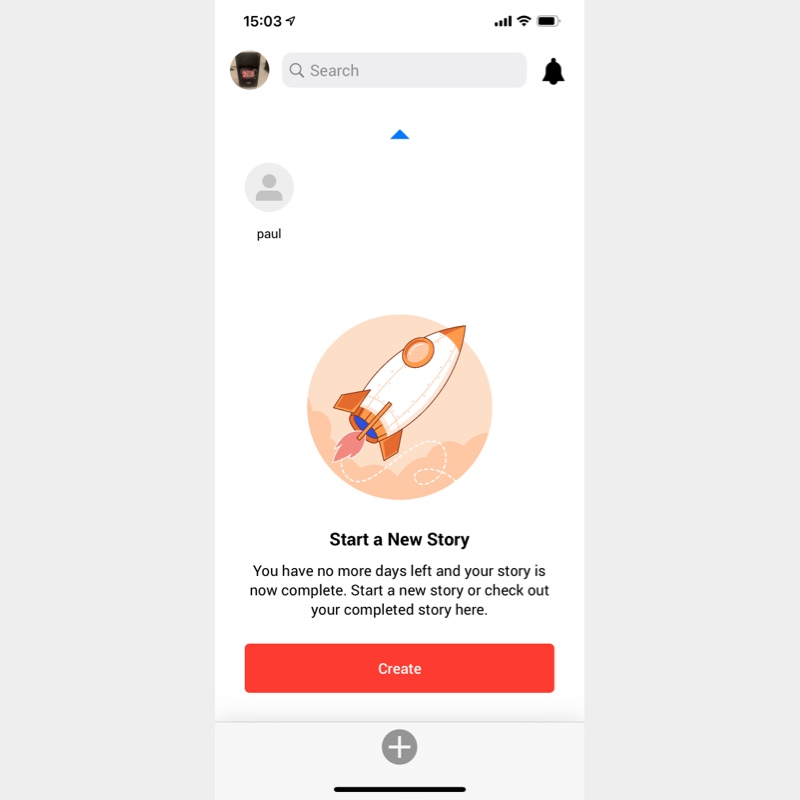 15:03
Search
paul
Start a New Story
You have no more days left and your story is
now complete. Start a new story or check out
your completed story here.
Create